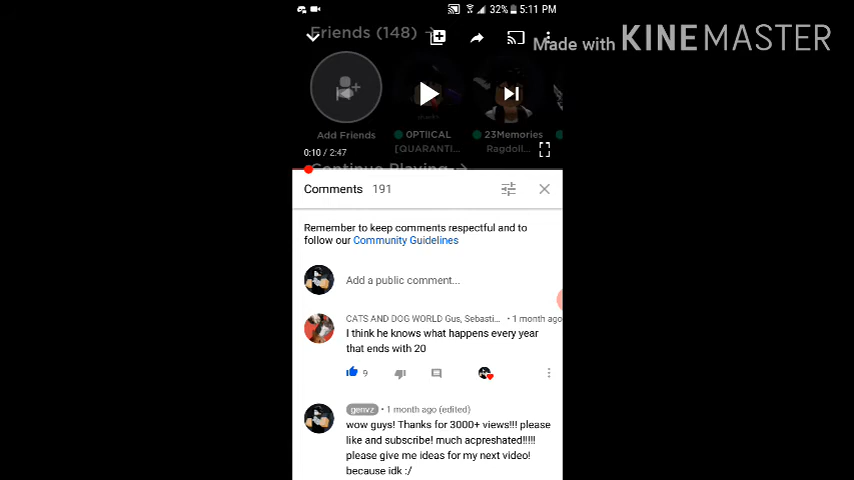 32% 5:11 PM
Friends (148)
Made with KINEMASTER
Add Friends
0PTIICAL
23Memories
[QUARANTI...
Ragdoll...
0:10 / 2:47
Continue Playing
Comments 191
Remember to keep comments respectful and to
follow our Community Guidelines
Add a public comment...
CATS AND DOG WORLD Gus, Sebasti... • 1 month ago
I think he knows what happens every year
that ends with 20
9
genvz • 1 month ago (edited)
wow guys! Thanks for 3000+ views!!! please
like and subscribe! much acpreshated!!!!!
please give me ideas for my next video!
because idk :/